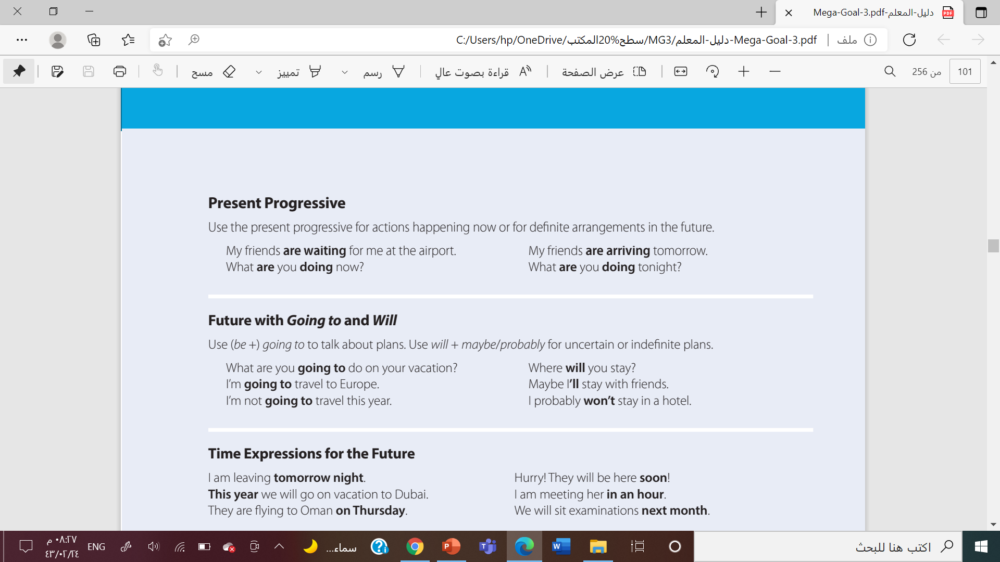 دليل-المعلم-Mega-Goal-3.pdf
ملف
C:/Users/hp/OneDrive/سطح%20المكتب/MG3/دليل-المعلم-Mega-Goal-3.pdf
101
من 256
عرض الصفحة
قراءة بصوت عالٍ
رسم
تمييز
مسح
Present Progressive
Use the present progressive for actions happening now or for definite arrangements in the future.
My friends are waiting for me at the airport.
My friends are arriving tomorrow.
What are you doing now?
What are you doing tonight?
Future with Going to and Will
Use (be +) going to to talk about plans. Use will + maybe/probably for uncertain or indefinite plans.
What are you going to do on your vacation?
Where will you stay?
I'm going to travel to Europe.
Maybe I'll stay with friends.
I'm not going to travel this year.
I probably won't stay in a hotel.
Time Expressions for the Future
I am leaving tomorrow night.
Hurry! They will be here soon!
This year we will go on vacation to Dubai.
I am meeting her in an hour.
They are flying to Oman on Thursday.
We will sit examinations next month.
اكتب هنا للبحث
سماء...
ENG
٠٨:٢٧ م
٤٣/٠٢/٢٤